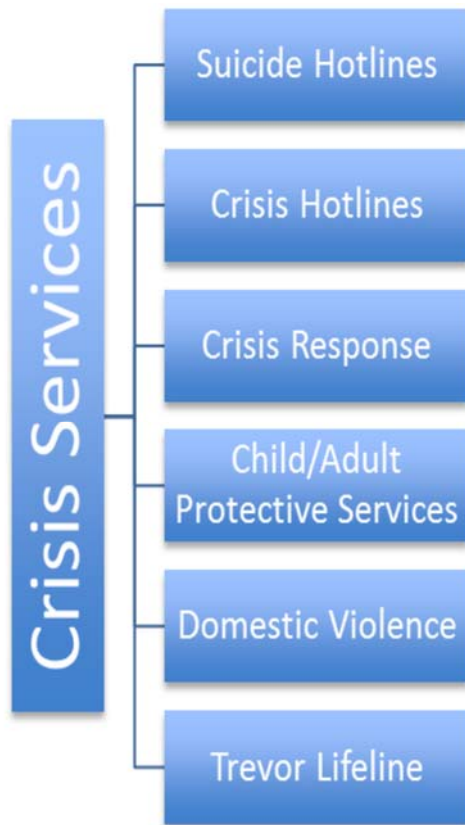 Crisis Services
Suicide Hotlines
Crisis Hotlines
Crisis Response
Child/Adult
Protective Services
Domestic Violence
Trevor Lifeline